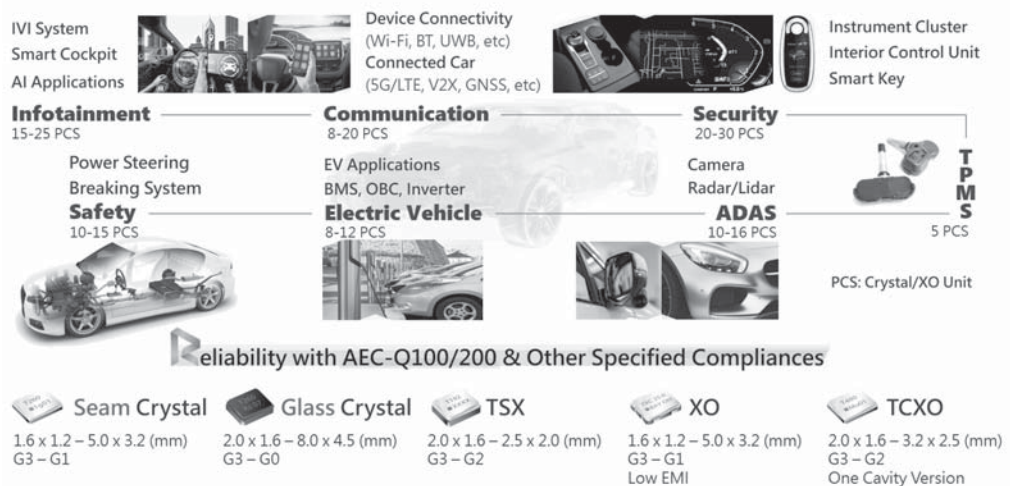 IVI System
Smart Cockpit
AI Applications
Device Connectivity
(Wi-Fi, BT, UWB, etc)
Connected Car
(5G/LTE, V2X, GNSS, etc)
Instrument Cluster
Interior Control Unit
Smart Key
Infotainment
15-25 PCS
Communication
8-20 PCS
Security
20-30 PCS
TPMS
5 PCS
Power Steering
Breaking System
Safety
10-15 PCS
EV Applications
BMS, OBC, Inverter
Electric Vehicle
8-12 PCS
Camera
Radar/Lidar
ADAS
10-16 PCS
PCS: Crystal/XO Unit
Reliability with AEC-Q100/200 & Other Specified Compliances
Seam Crystal
1.6 x 1.2 – 5.0 x 3.2 (mm)
G3 – G1
Glass Crystal
2.0 x 1.6 – 8.0 x 4.5 (mm)
G3 – G0
TSX
2.0 x 1.6 – 2.5 x 2.0 (mm)
G3 – G2
XO
1.6 x 1.2 – 5.0 x 3.2 (mm)
G3 – G1
Low EMI
TCXO
2.0 x 1.6 – 3.2 x 2.5 (mm)
G3 – G2
One Cavity Version